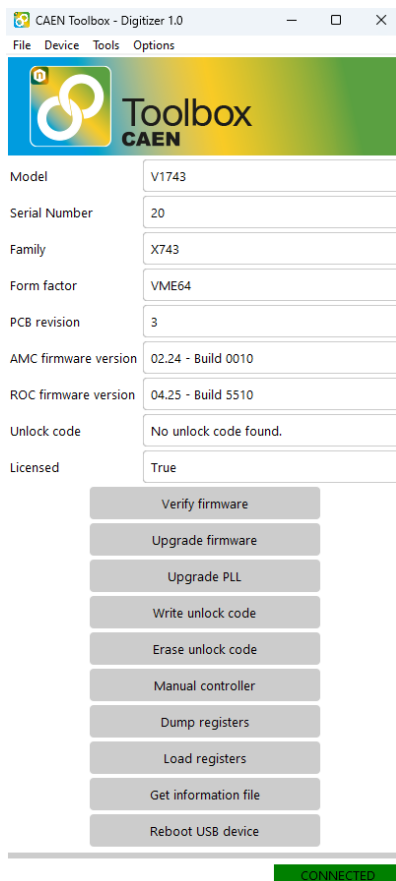 CAEN Toolbox - Digitizer 1.0
File Device Tools Options
n
Toolbox
CAEN
Model V1743
Serial Number 20
Family X743
Form factor VME64
PCB revision 3
AMC firmware version 02.24 - Build 0010
ROC firmware version 04.25 - Build 5510
Unlock code No unlock code found.
Licensed True
Verify firmware
Upgrade firmware
Upgrade PLL
Write unlock code
Erase unlock code
Manual controller
Dump registers
Load registers
Get information file
Reboot USB device
CONNECTED